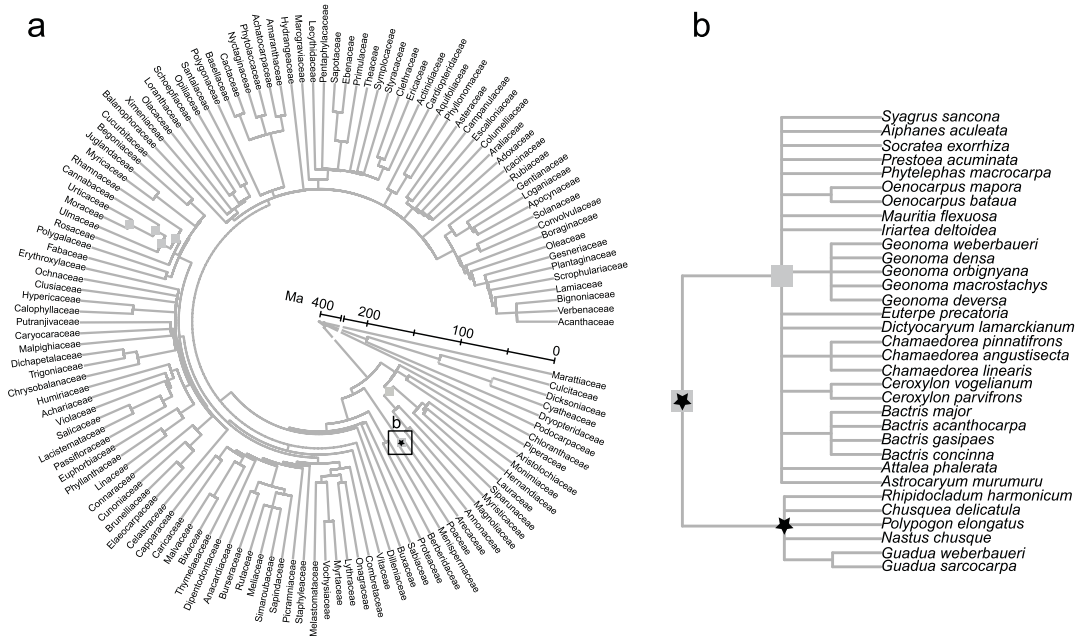 a
b
Acanthaceae
Verbenaceae
Bignoniaceae
Lamiaceae
Scrophulariaceae
Plantaginaceae
Gesneriaceae
Oleaceae
Boraginaceae
Convolvulaceae
Solanaceae
Apocynaceae
Loganiaceae
Gentianaceae
Rubiaceae
Icacinaceae
Adoxaceae
Araliaceae
Columelliaceae
Escalloniaceae
Campanulaceae
Asteraceae
Phyllonomaceae
Aquifoliaceae
Cardiopteridaceae
Actinidiaceae
Ericaceae
Clethraceae
Styracaceae
Symplocaceae
Theaceae
Primulaceae
Ebenaceae
Sapotaceae
Pentaphylacaceae
Lecythidaceae
Marcgraviaceae
Hydrangeaceae
Amaranthaceae
Achatocarpaceae
Phytolaccaceae
Nyctaginaceae
Cactaceae
Basellaceae
Polygonaceae
Santalaceae
Opiliaceae
Schoepfiaceae
Loranthaceae
Olacaceae
Ximeniaceae
Balanophoraceae
Cucurbitaceae
Begoniaceae
Juglandaceae
Myricaceae
Rhamnaceae
Cannabaceae
Urticaceae
Moraceae
Ulmaceae
Rosaceae
Polygalaceae
Fabaceae
Erythroxylaceae
Ochnaceae
Clusiaceae
Hypericaceae
Calophyllaceae
Putranjivaceae
Caryocaraceae
Malpighiaceae
Dichapetalaceae
Trigoniaceae
Chrysobalanaceae
Humiriaceae
Achariaceae
Violaceae
Salicaceae
Lacistemataceae
Passifloraceae
Euphorbiaceae
Phyllanthaceae
Linaceae
Connaraceae
Cunoniaceae
Brunelliaceae
Elaeocarpaceae
Celastraceae
Capparaceae
Caricaceae
Malvaceae
Bixaceae
Thymelaeaceae
Dipentodontaceae
Anacardiaceae
Burseraceae
Rutaceae
Meliaceae
Simaroubaceae
Sapindaceae
Picramniaceae
Staphyleaceae
Melastomataceae
Vochysiaceae
Myrtaceae
Lythraceae
Onagraceae
Combretaceae
Vitaceae
Dilleniaceae
Buxaceae
Sabiaceae
Proteaceae
Berberidaceae
Menispermaceae
Poaceae
Arecaceae
Annonaceae
Magnoliaceae
Myristicaceae
Siparunaceae
Lauraceae
Hernandiaceae
Monimiaceae
Aristolochiaceae
Piperaceae
Chloranthaceae
Podocarpaceae
Dryopteridaceae
Cyatheaceae
Dicksoniaceae
Culcitaceae
Marattiaceae
Ma 400 200 100 0
b
Syagrus sancona
Aiphanes aculeata
Socratea exorrhiza
Prestoea acuminata
Phytelephas macrocarpa
Oenocarpus mapora
Oenocarpus bataua
Mauritia flexuosa
Iriartea deltoidea
Geonoma weberbaueri
Geonoma densa
Geonoma orbignyana
Geonoma macrostachys
Geonoma deversa
Euterpe precatoria
Dictyocaryum lamarckianum
Chamaedorea pinnatifrons
Chamaedorea angustisecta
Chamaedorea linearis
Ceroxylon vogelianum
Ceroxylon parvifrons
Bactris major
Bactris acanthocarpa
Bactris gasipaes
Bactris concinna
Attalea phalerata
Astrocaryum murumuru
Rhipidocladum harmonicum
Chusquea delicatula
Polypogon elongatus
Nastus chusque
Guadua weberbaueri
Guadua sarcocarpa